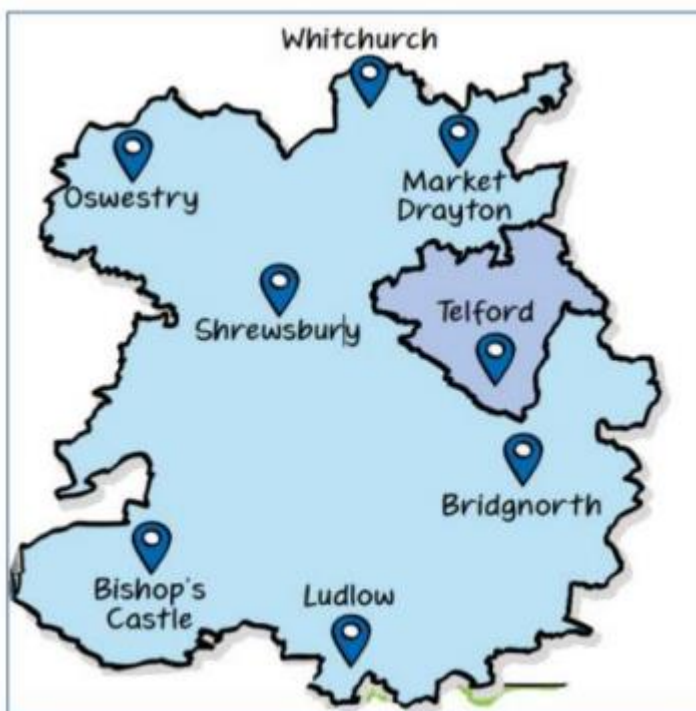 Whitchurch
Oswestry
Market
Drayton
Telford
Shrewsbury
Bridgnorth
Bishop's
Castle
Ludlow